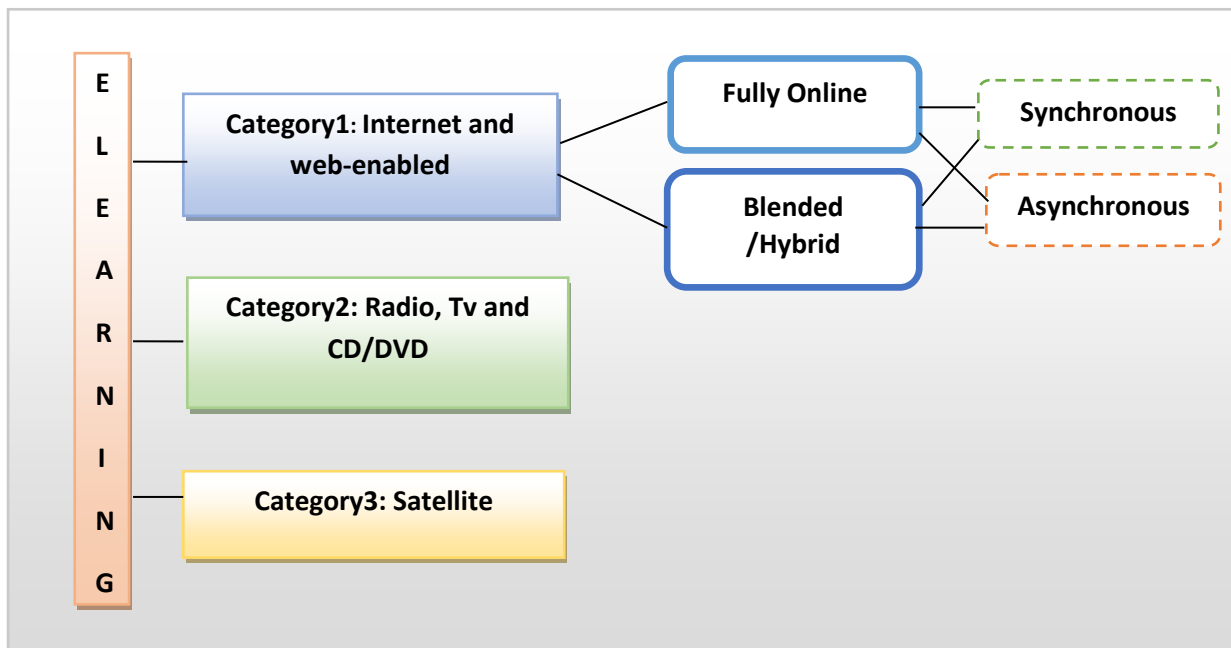 E
L
E
A
R
N
I
N
G
Category1: Internet and
web-enabled
Category2: Radio, Tv and
CD/DVD
Category3: Satellite
Fully Online
Blended
/Hybrid
Synchronous
Asynchronous